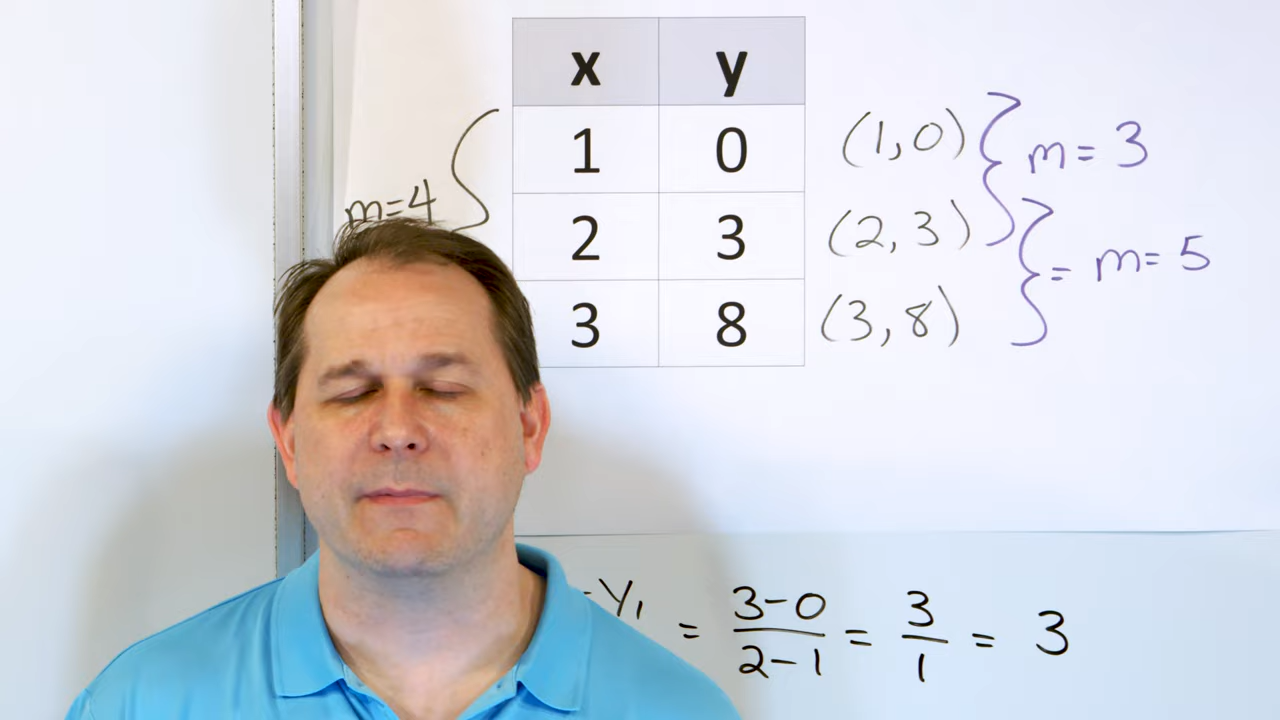 x y
1 0 (1,0) m = 3
m=4
2 3 (2,3) = m= 5
3 8 (3,8)
-Y₁ = 3-0/2-1 = 3/1 = 3